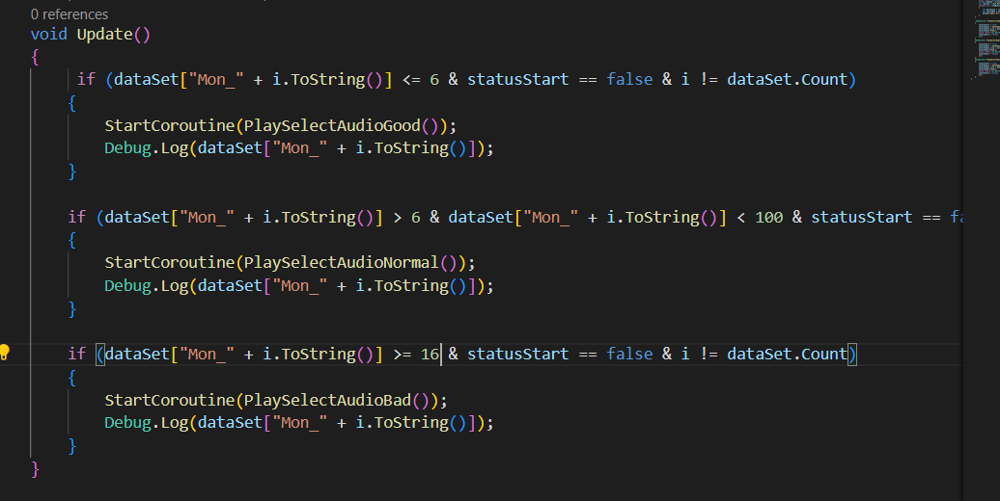 0 references
void Update()
{
if (dataSet["Mon_" + i.ToString()] <= 6 & statusStart == false & i != dataSet.Count)
{
StartCoroutine(PlaySelectAudioGood());
Debug.Log(dataSet["Mon_" + i.ToString()]);
}
if (dataSet["Mon_" + i.ToString()] > 6 & dataSet["Mon_" + i.ToString()] < 100 & statusStart ==
{
StartCoroutine(PlaySelectAudioNormal());
Debug.Log(dataSet["Mon_" + i.ToString()]);
}
if (dataSet["Mon_" + i.ToString()] >= 16 & statusStart == false & i != dataSet.Count)
{
StartCoroutine(PlaySelectAudioBad());
Debug.Log(dataSet["Mon_" + i.ToString()]);
}
}